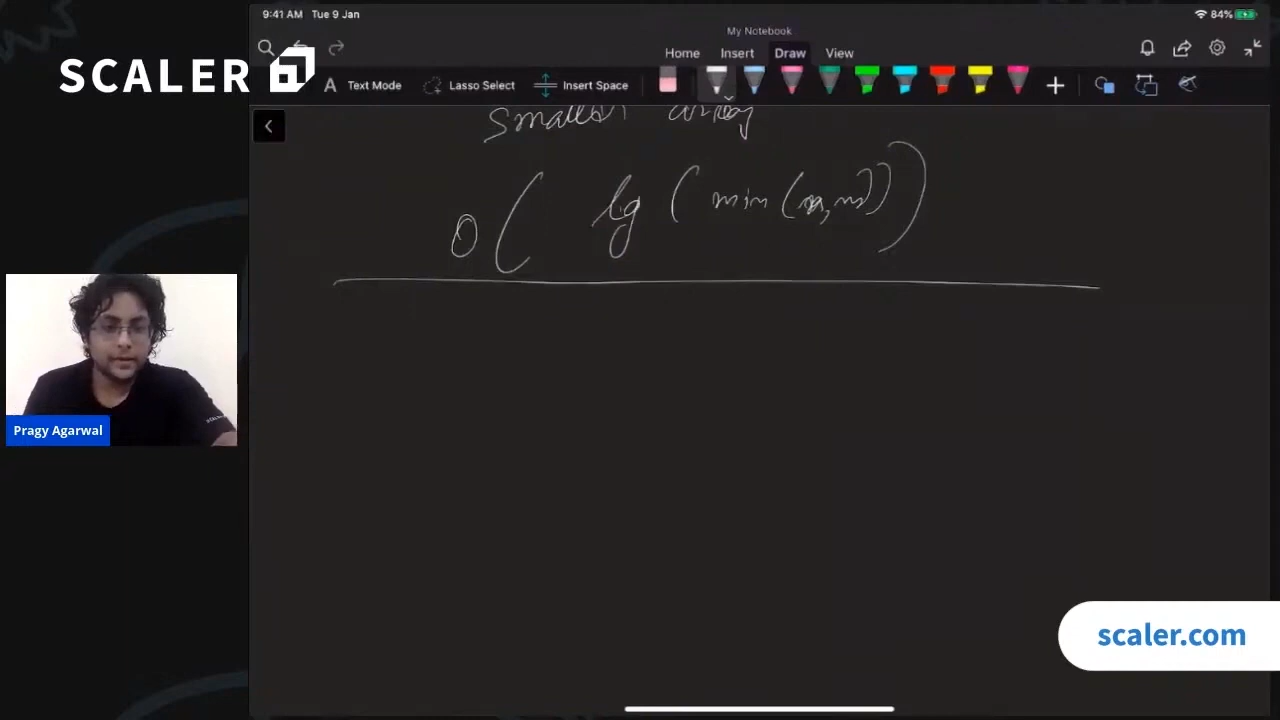 9:41 AM Tue 9 Jan
84%
My Notebook
SCALER
Home Insert Draw View
A Text Mode Lasso Select Insert Space
smaller array
O( lg ( min (n, m)))
Pragy Agarwal
scaler.com